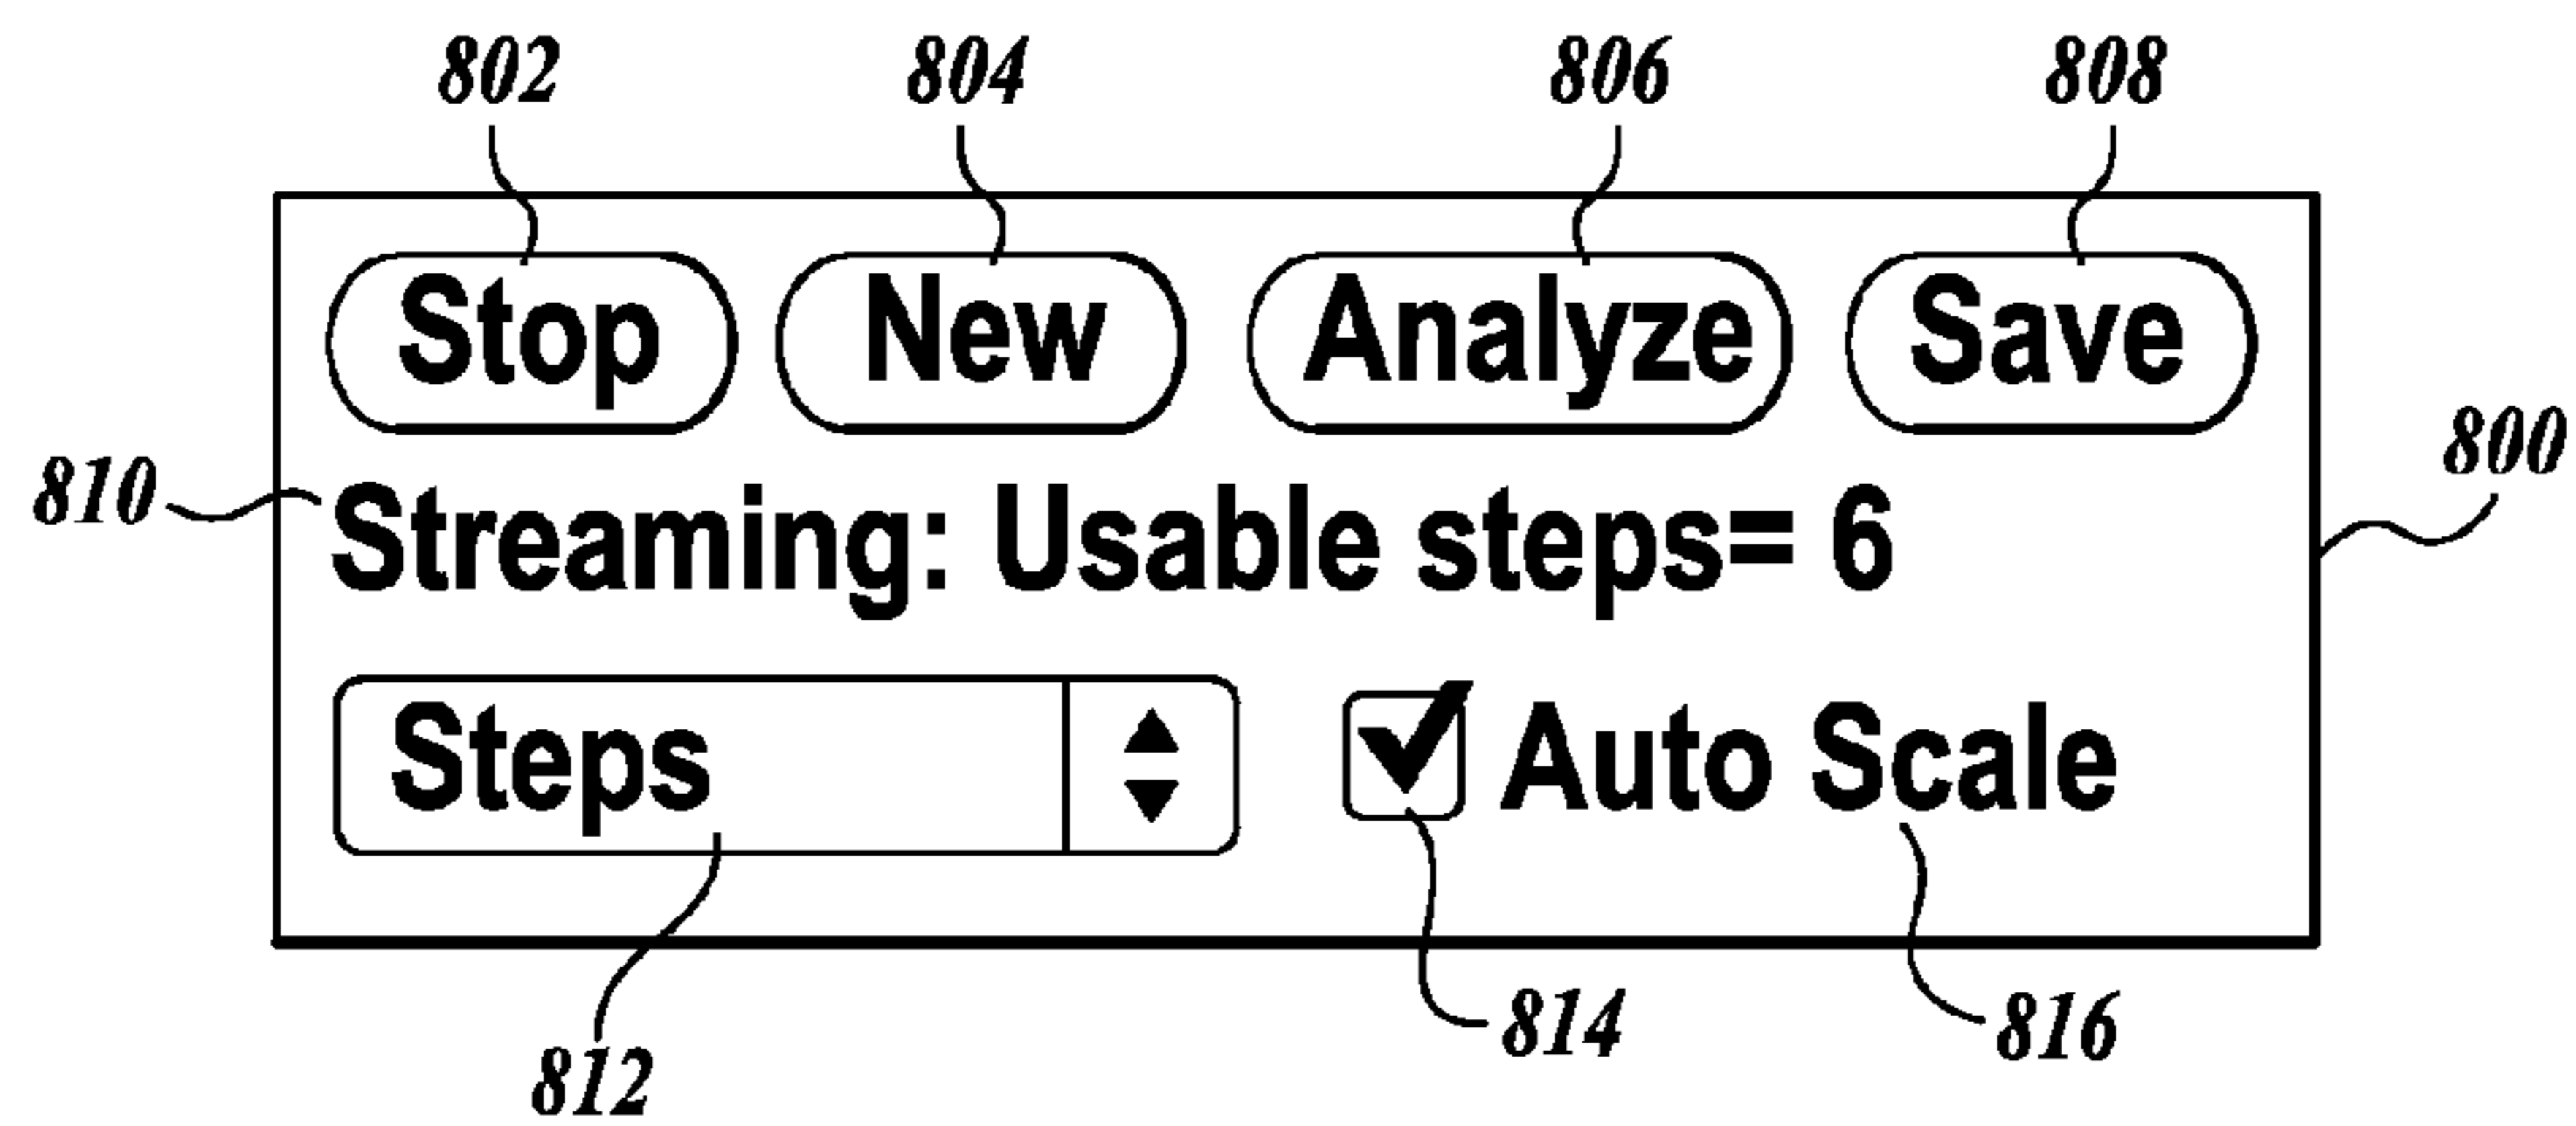 802 804 806 808
Stop New Analyze Save
800
810 Streaming: Usable steps= 6
Steps Auto Scale
812 814 816